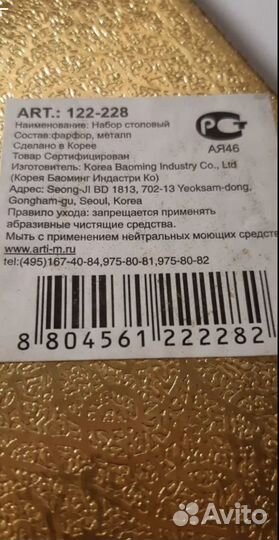 ART.: 122-228
Наименование: Набор столовый
Состав:фарфор, металл
Сделано в Корее
Товар Сертифицирован
Изготовитель: Korea Baoming Industry Co., Ltd
(Корея Баоминг Индастри Ко)
Адрес: Seong-JI BD 1813, 702-13 Yeoksam-dong,
Gongham-gu, Seoul, Korea
Правило ухода: запрещается применять
абразивные чистящие средства.
Мыть с применением нейтральных моющих средств
www.arti-m.ru
тел:(495)167-40-84,975-80-81,975-80-82
8 804561 222282
РСТ
АЯ46
Avito